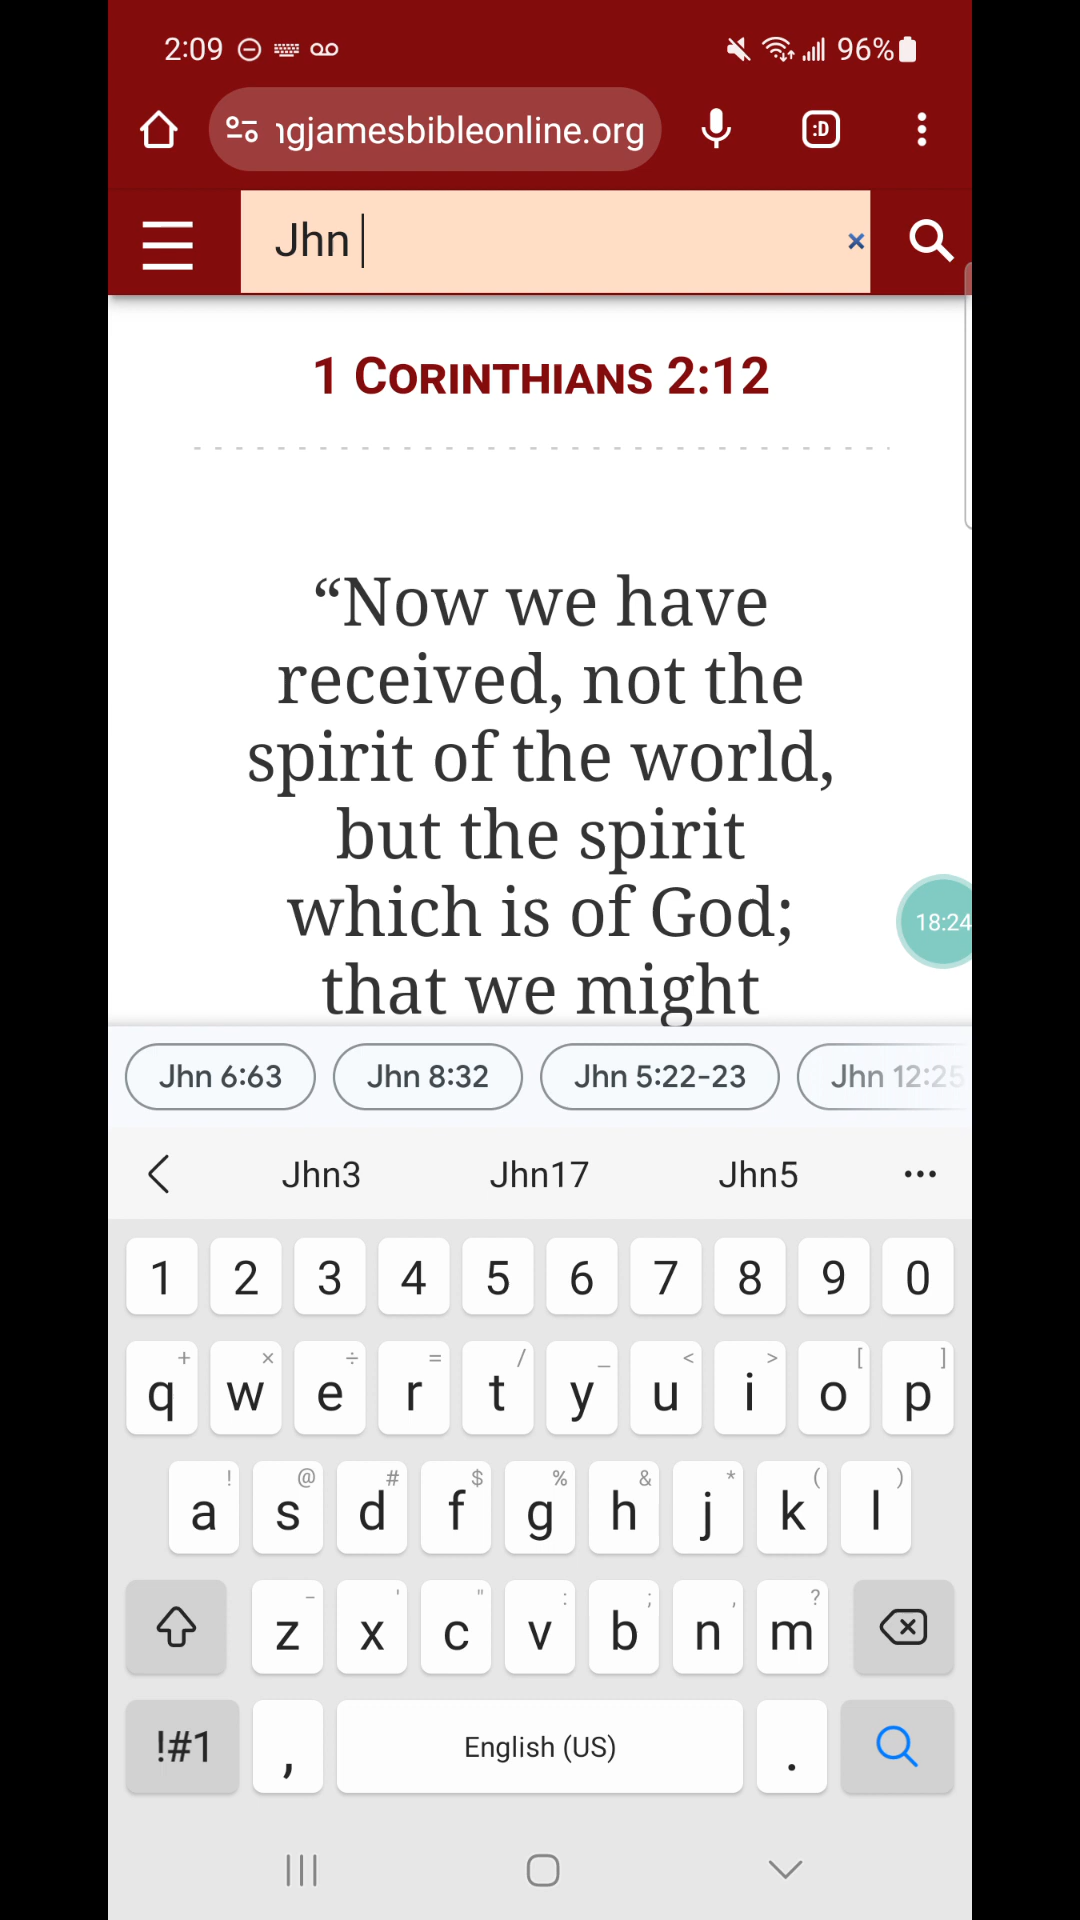 2:09 96%
ngjamesbibleonline.org :D
Jhn ×
1 CORINTHIANS 2:12
“Now we have
received, not the
spirit of the world,
but the spirit
which is of God;
that we might
18:24
Jhn 6:63 Jhn 8:32 Jhn 5:22-23 Jhn 12:25
Jhn3 Jhn17 Jhn5 •••
1 2 3 4 5 6 7 8 9 0
+ × ÷ = / _ < > [ ]
q w e r t y u i o p
! @ # $ % & * ( )
a s d f g h j k l
- ' " : ; , ?
z x c v b n m
!#1 , English (US) .